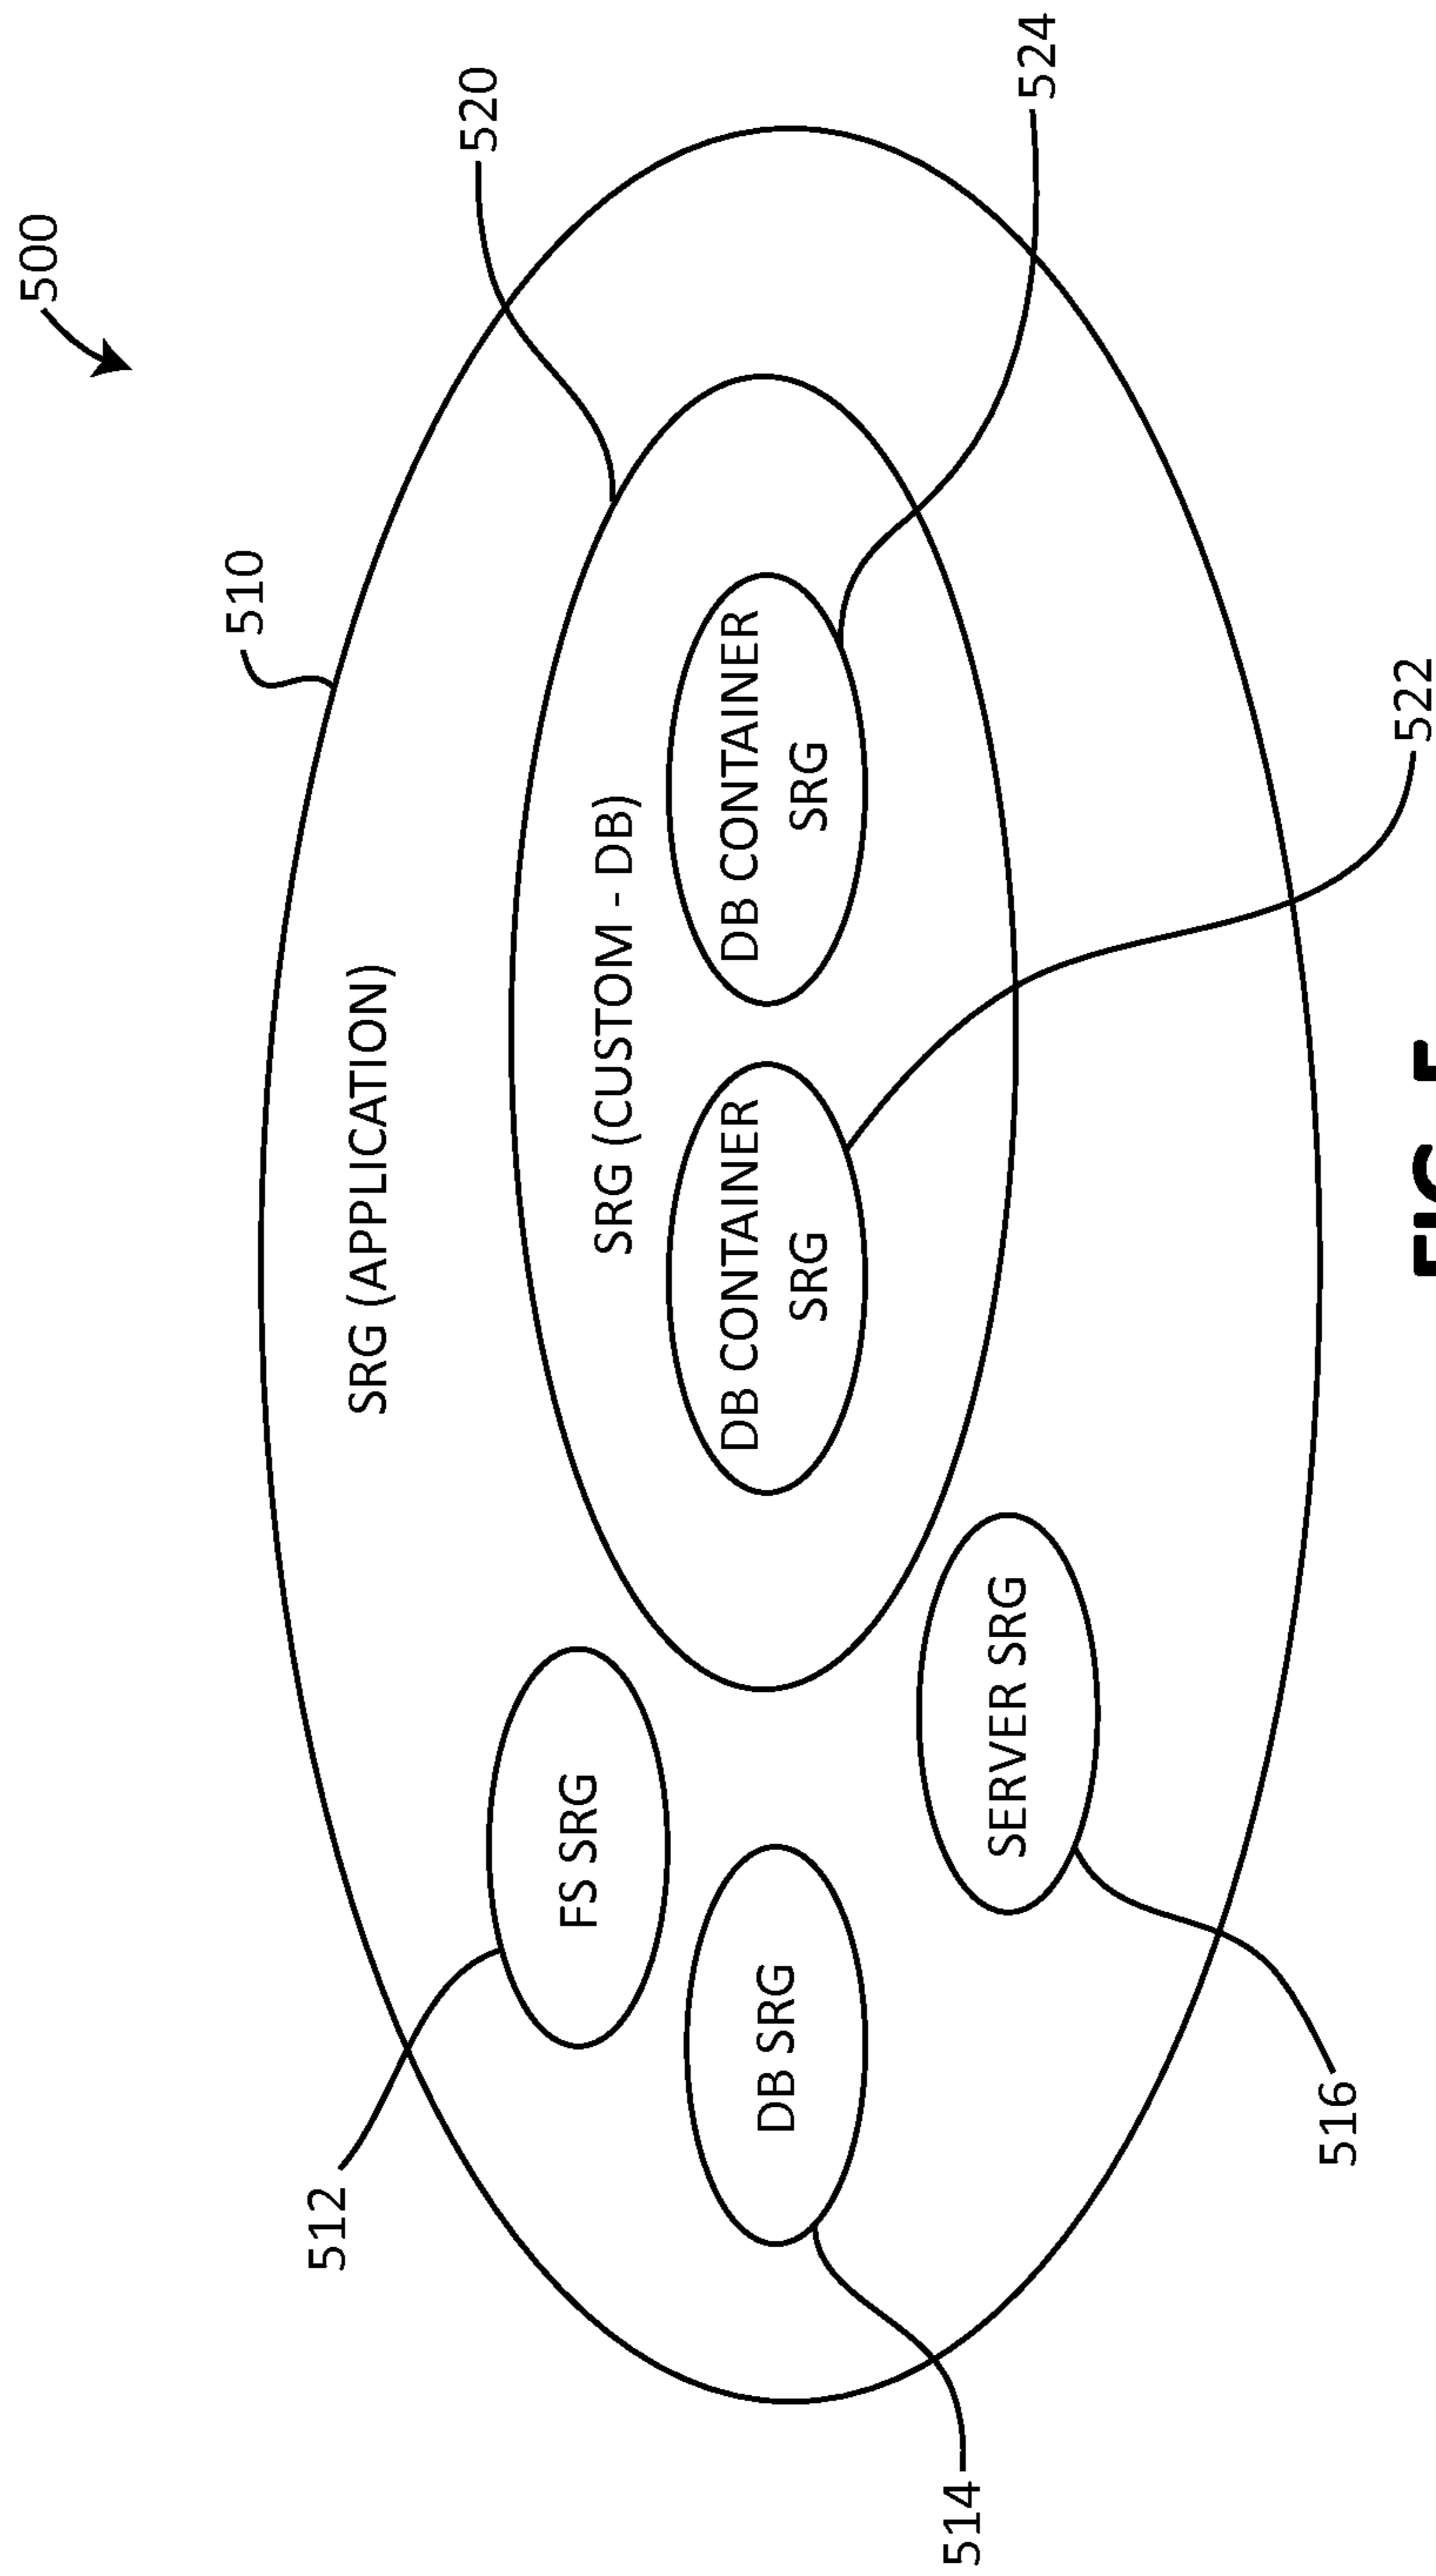 500
510
512
SRG (APPLICATION)
520
FS SRG
SRG (CUSTOM - DB)
DB SRG
DB CONTAINER
SRG
DB CONTAINER
SRG
514
SERVER SRG
524
516
522
FIG